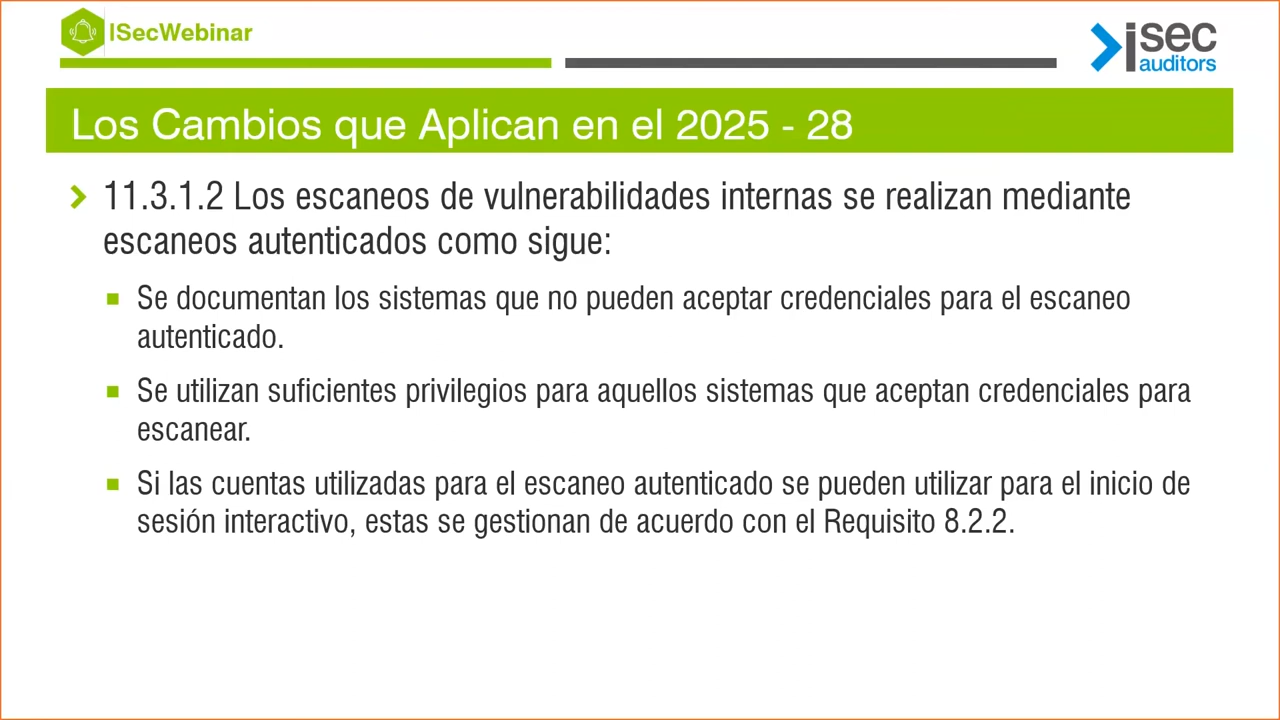 ISecWebinar
isec
auditors
Los Cambios que Aplican en el 2025 - 28
11.3.1.2 Los escaneos de vulnerabilidades internas se realizan mediante
escaneos autenticados como sigue:
Se documentan los sistemas que no pueden aceptar credenciales para el escaneo
autenticado.
Se utilizan suficientes privilegios para aquellos sistemas que aceptan credenciales para
escanear.
Si las cuentas utilizadas para el escaneo autenticado se pueden utilizar para el inicio de
sesión interactivo, estas se gestionan de acuerdo con el Requisito 8.2.2.